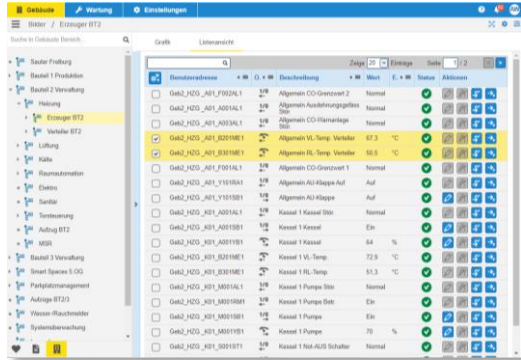 Gebäude
Wartung
Einstellungen
Bilder / Erzeuger BT2
Suche in Gebäude Bereich
Grafik
Listenansicht
Sauter Freiburg
Bauteil 1 Produktion
Bauteil 2 Verwaltung
Heizung
Erzeuger BT2
Verteiler BT2
Lüftung
Kälte
Raumautomation
Elektro
Sanitär
Torsteuerung
Aufzug BT2
MSR
Bauteil 3 Verwaltung
Smart Spaces 5.OG
Parkplatzmanagement
Aufzüge BT2/3
Wasser-/Rauchmelder
Systemüberwachung
Zeige 20 Einträge Seite 1 / 2
Benutzeradresse O. Beschreibung Wert E. Status Aktionen
Geb2_HZG_A01_F002AL1 Allgemein CO-Grenzwert 2 Normal
Geb2_HZG_A01_A001AL1 Allgemein Ausdehnungsgefäss Stör Normal
Geb2_HZG_A01_A003AL1 Allgemein CO-Warnanlage Stör Normal
Geb2_HZG_A01_B201ME1 Allgemein VL-Temp. Verteiler 67,3 °C
Geb2_HZG_A01_B301ME1 Allgemein RL-Temp. Verteiler 50,5 °C
Geb2_HZG_A01_F001AL1 Allgemein CO-Grenzwert 1 Normal
Geb2_HZG_A01_Y101RA1 Allgemein AU-Klappe Auf Auf
Geb2_HZG_A01_Y101SB1 Allgemein AU-Klappe Auf
Geb2_HZG_K01_A001AL1 Kessel 1 Kessel Stör Normal
Geb2_HZG_K01_A001SB1 Kessel 1 Kessel Ein
Geb2_HZG_K01_A001YB1 Kessel 1 Kessel 64 %
Geb2_HZG_K01_B201ME1 Kessel 1 VL-Temp. 72,9 °C
Geb2_HZG_K01_B301ME1 Kessel 1 RL-Temp. 51,3 °C
Geb2_HZG_K01_M001AL1 Kessel 1 Pumpe Stör Normal
Geb2_HZG_K01_M001RM1 Kessel 1 Pumpe Betr. Ein
Geb2_HZG_K01_M001SB1 Kessel 1 Pumpe Ein
Geb2_HZG_K01_M001YB1 Kessel 1 Pumpe 70 %
Geb2_HZG_K01_S001ST1 Kessel 1 Not-AUS Schalter Normal